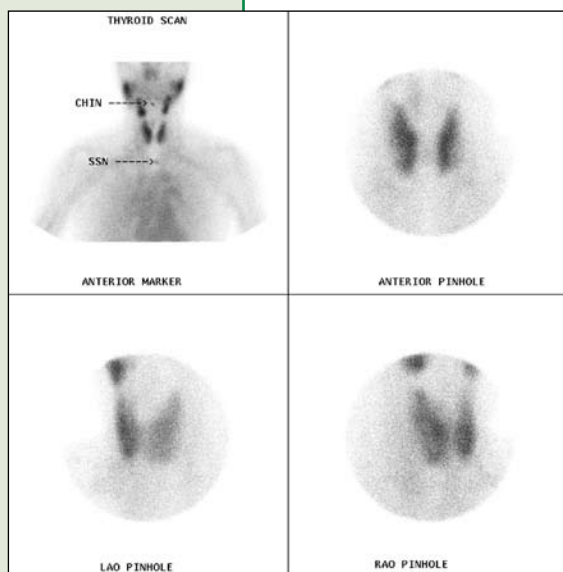 THYROID SCAN
CHIN
SSN
ANTERIOR MARKER
ANTERIOR PINHOLE
LAO PINHOLE
RAO PINHOLE